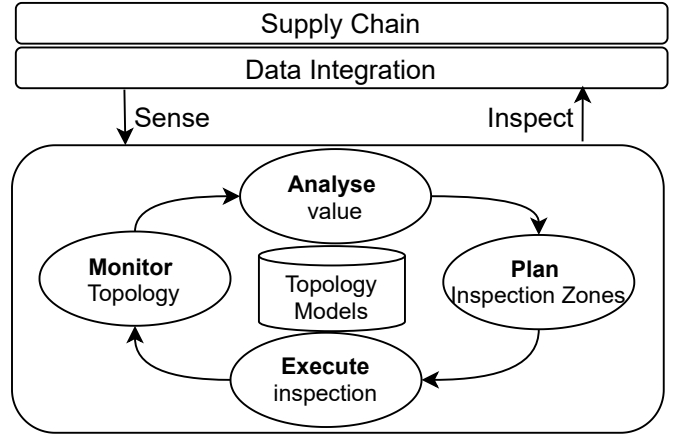 Supply Chain
Data Integration
Sense
Inspect
Analyse
value
Monitor
Topology
Topology
Models
Plan
Inspection Zones
Execute
inspection